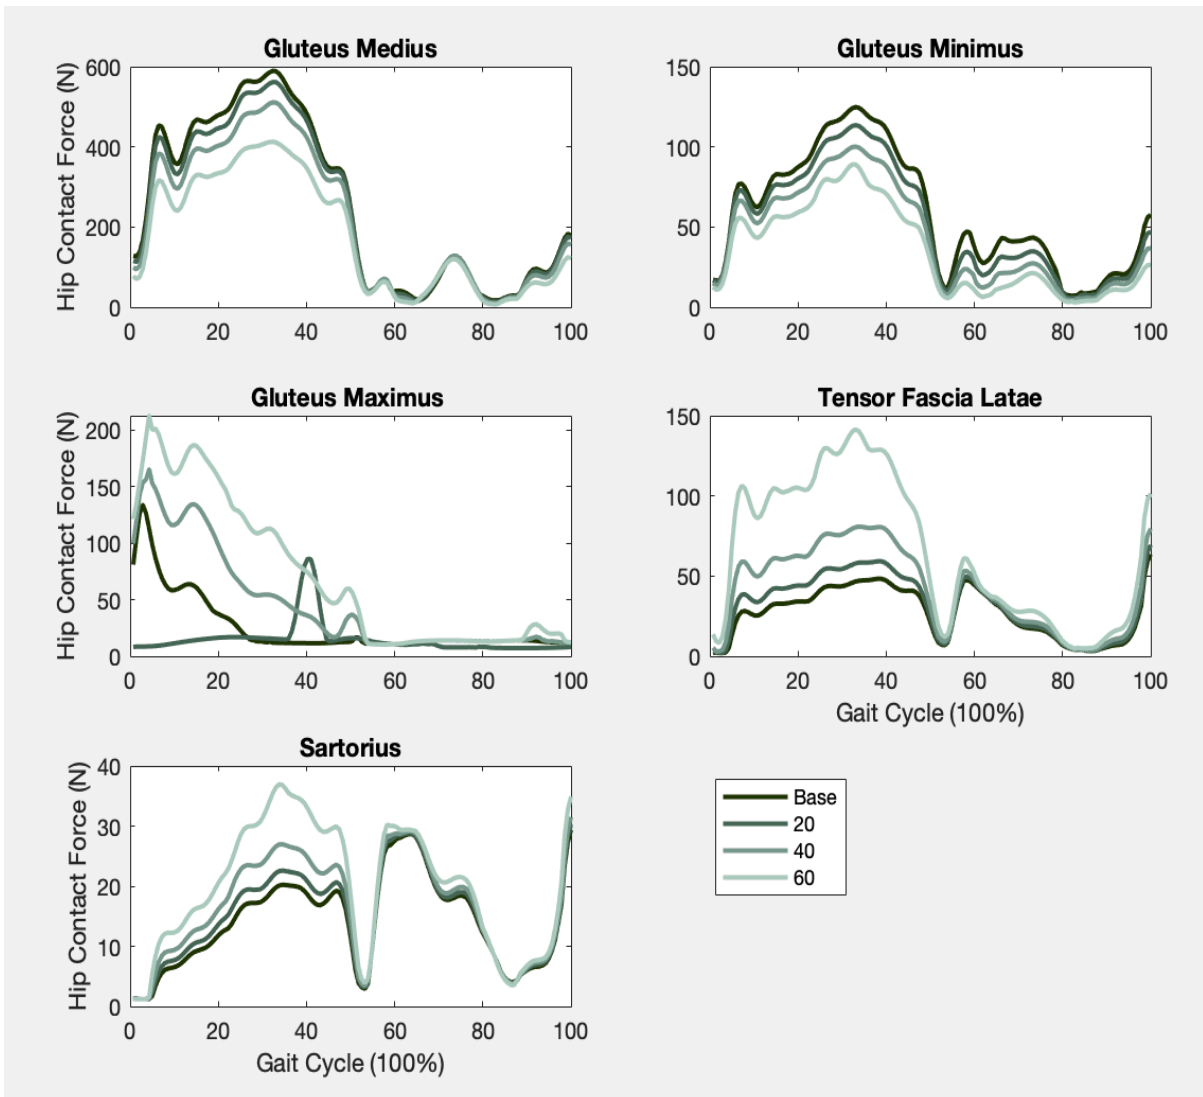 Gluteus Medius
Hip Contact Force (N)
600
400
200
0
0 20 40 60 80 100
Gluteus Minimus
150
100
50
0
0 20 40 60 80 100
Gluteus Maximus
Hip Contact Force (N)
200
150
100
50
0
0 20 40 60 80 100
Tensor Fascia Latae
150
100
50
0
0 20 40 60 80 100
Gait Cycle (100%)
Sartorius
Hip Contact Force (N)
40
30
20
10
0
0 20 40 60 80 100
Gait Cycle (100%)
Base
20
40
60